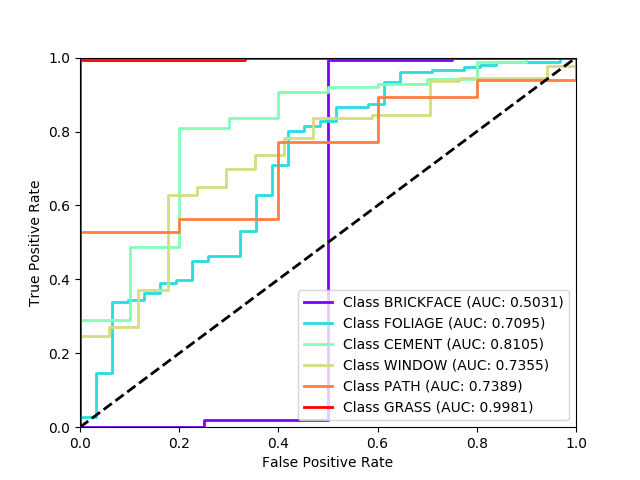 1.0
0.8
0.6
0.4
0.2
0.0
True Positive Rate
0.0 0.2 0.4 0.6 0.8 1.0
False Positive Rate
Class BRICKFACE (AUC: 0.5031)
Class FOLIAGE (AUC: 0.7095)
Class CEMENT (AUC: 0.8105)
Class WINDOW (AUC: 0.7355)
Class PATH (AUC: 0.7389)
Class GRASS (AUC: 0.9981)